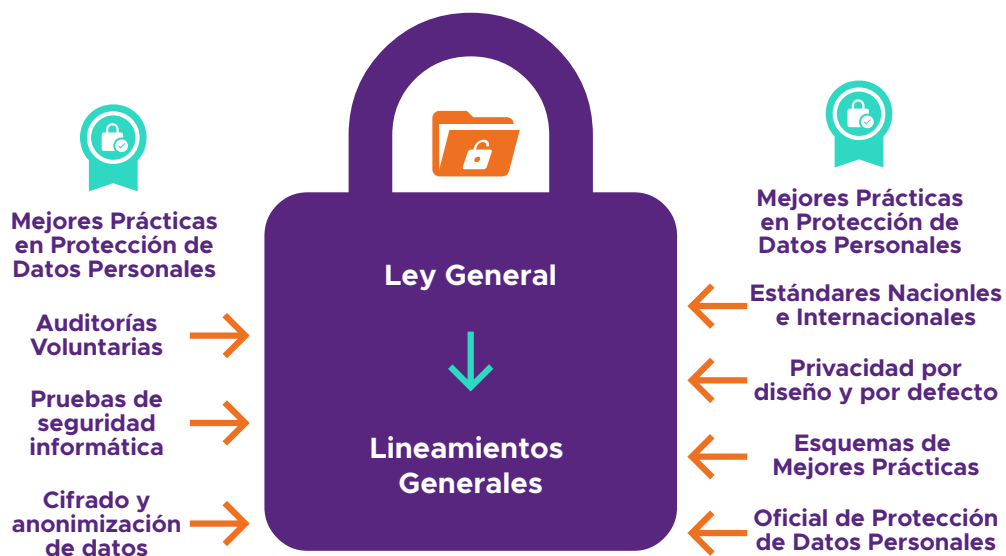 Mejores Prácticas
en Protección de
Datos Personales
Auditorías
Voluntarias
Pruebas de
seguridad
informática
Cifrado y
anonimización
de datos
Ley General
Lineamientos
Generales
Mejores Prácticas
en Protección de
Datos Personales
Estándares Nacionles
e Internacionales
Privacidad por
diseño y por defecto
Esquemas de
Mejores Prácticas
Oficial de Protección
de Datos Personales